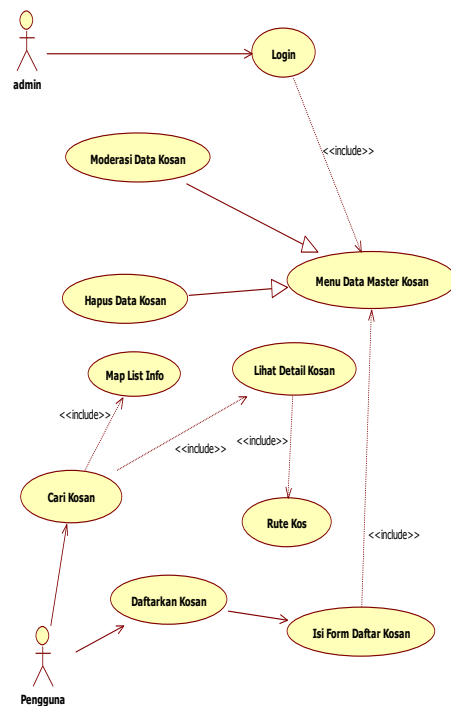 admin
Login
Moderasi Data Kosan
<<include>>
Menu Data Master Kosan
Hapus Data Kosan
Map List Info
Lihat Detail Kosan
<<include>>
<<include>>
<<include>>
Cari Kosan
Rute Kos
<<include>>
Daftarkan Kosan
Isi Form Daftar Kosan
Pengguna